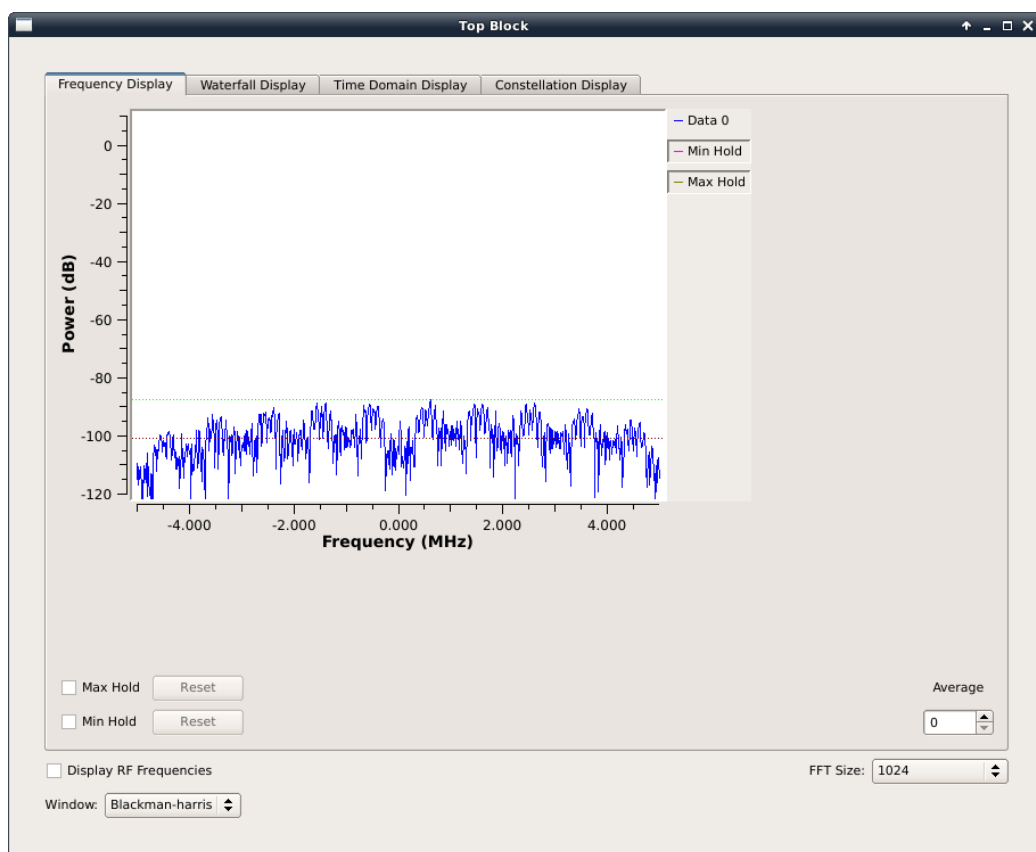 Top Block
Frequency Display Waterfall Display Time Domain Display Constellation Display
Data 0
Min Hold
Max Hold
0
-20
-40
-60
-80
-100
-120
Power (dB)
-4.000 -2.000 0.000 2.000 4.000
Frequency (MHz)
Max Hold Reset Average
Min Hold Reset 0
Display RF Frequencies FFT Size: 1024
Window: Blackman-harris